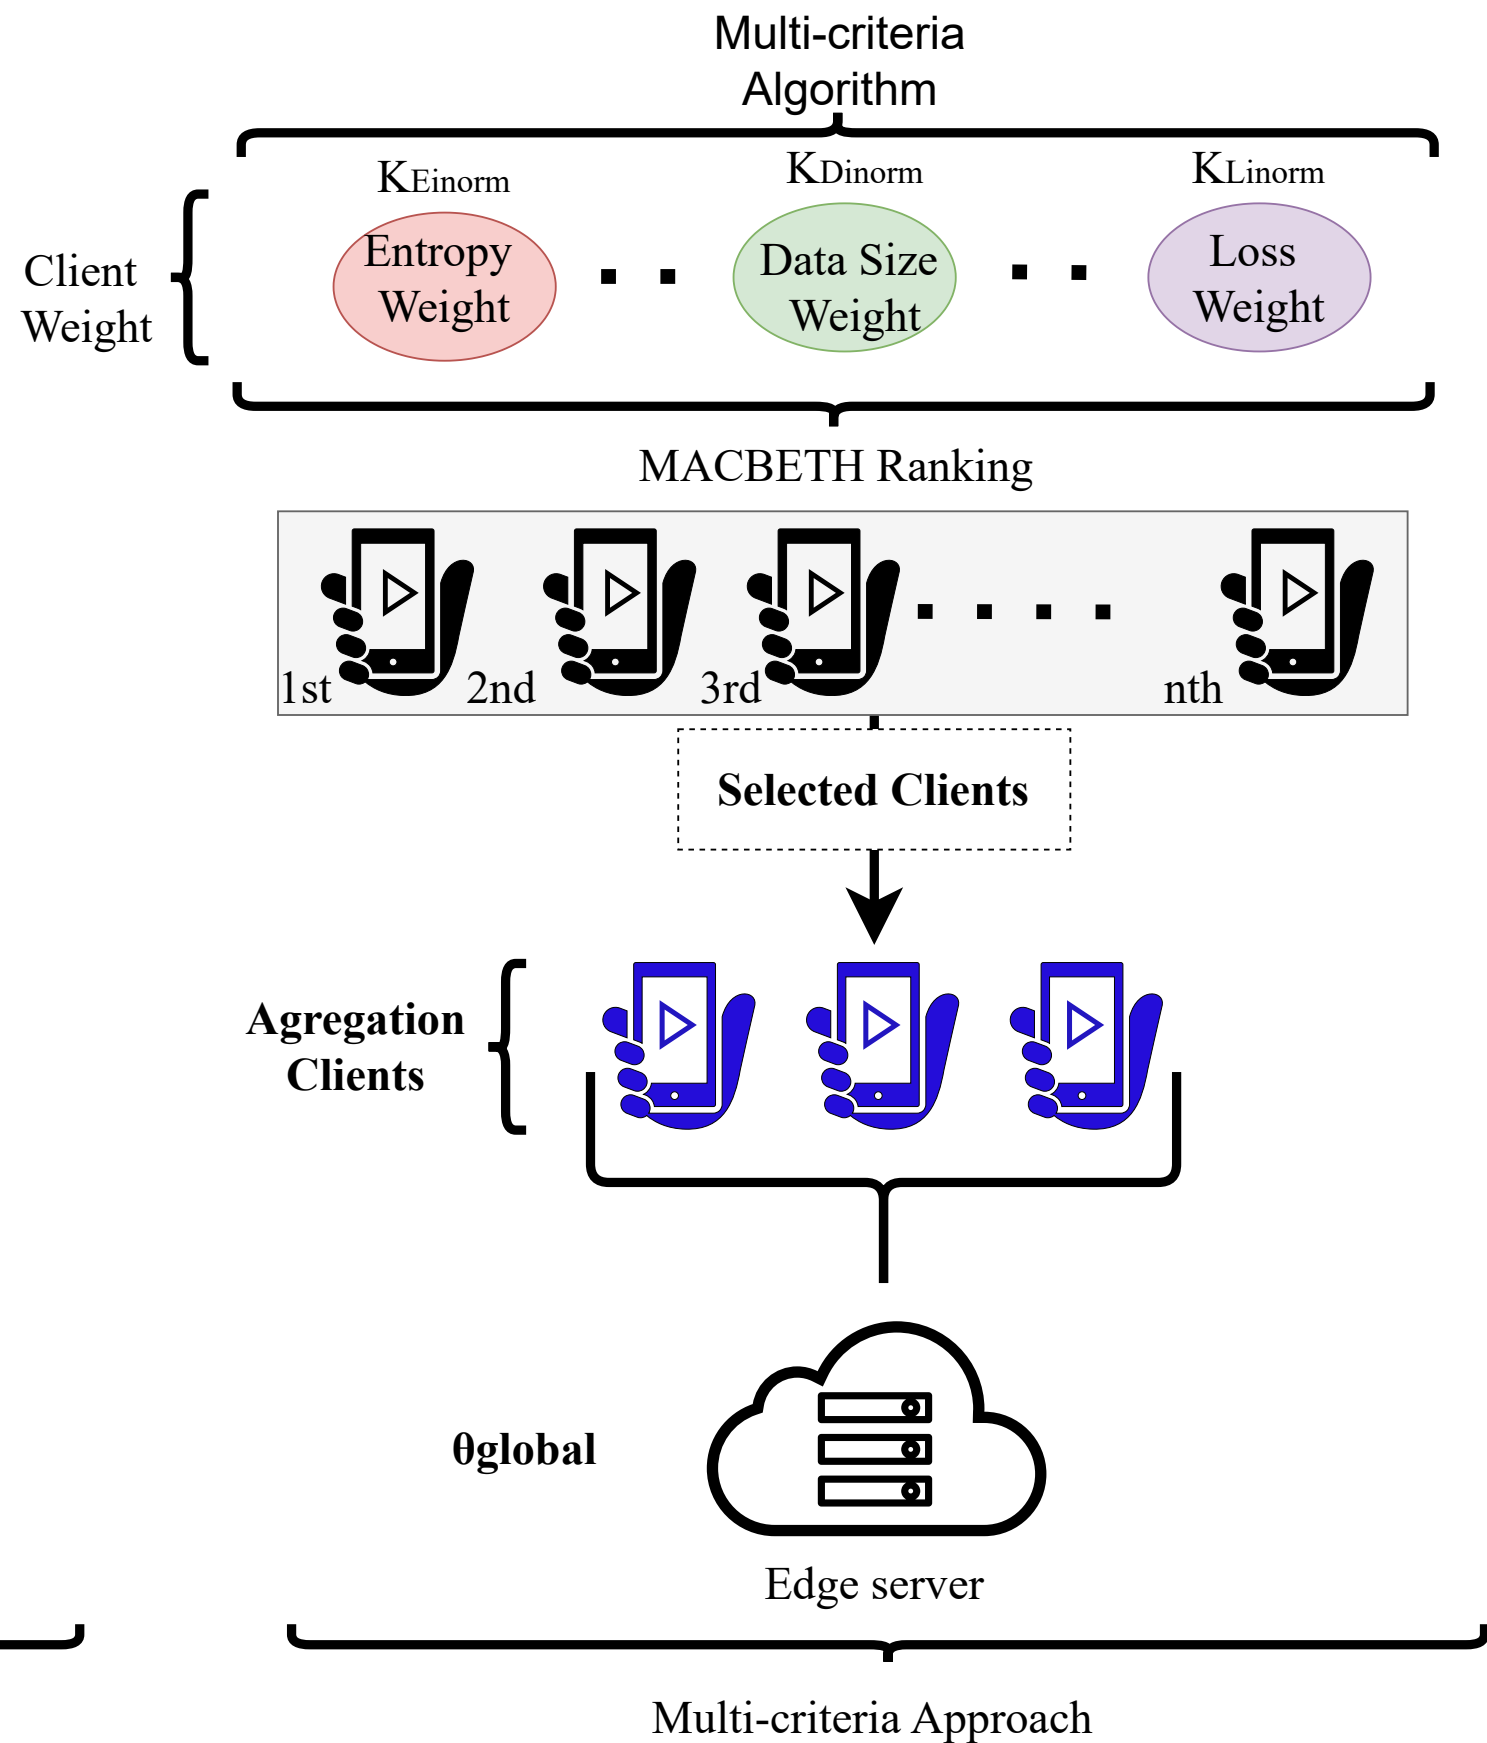 Multi-criteria
Algorithm
KEinorm
KDinorm
KLinorm
Client
Weight
Entropy
Weight
Data Size
Weight
Loss
Weight
MACBETH Ranking
1st
2nd
3rd
nth
Selected Clients
Agregation
Clients
θglobal
Edge server
Multi-criteria Approach